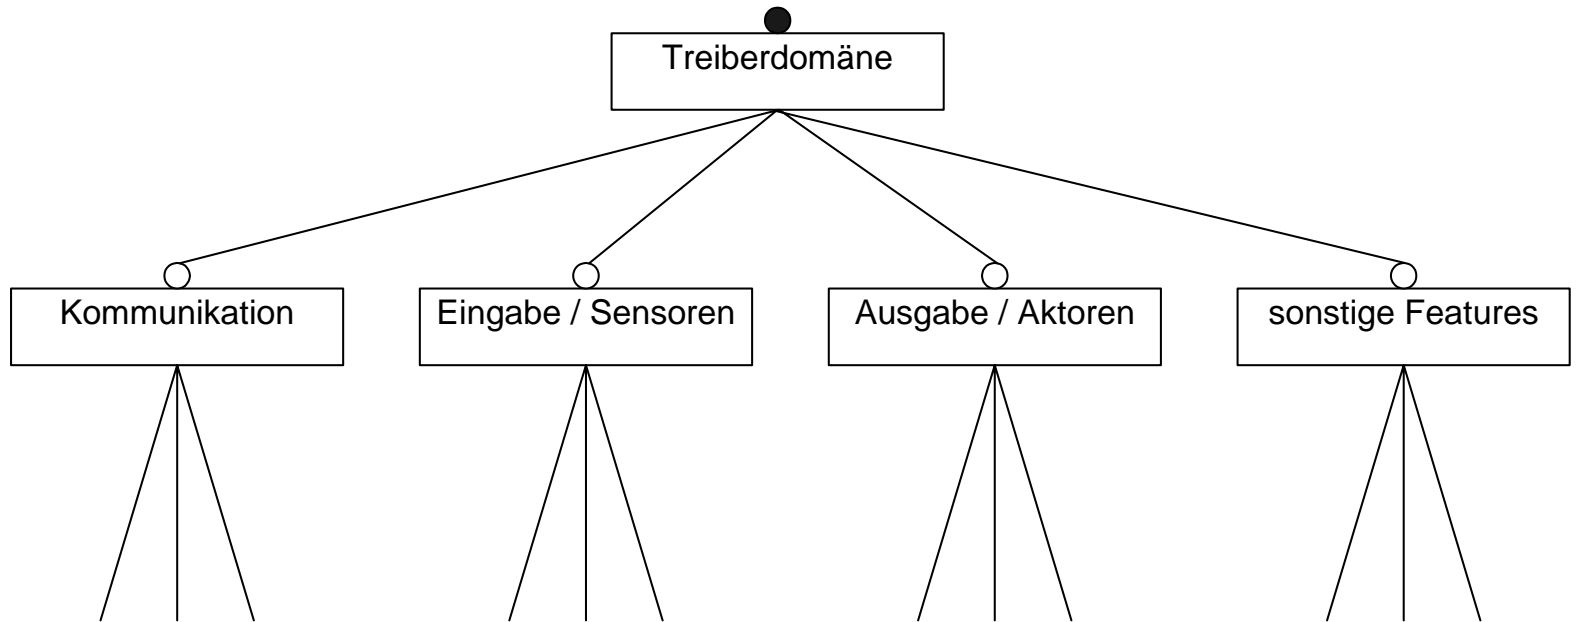 Treiberdomäne
Kommunikation
Eingabe / Sensoren
Ausgabe / Aktoren
sonstige Features